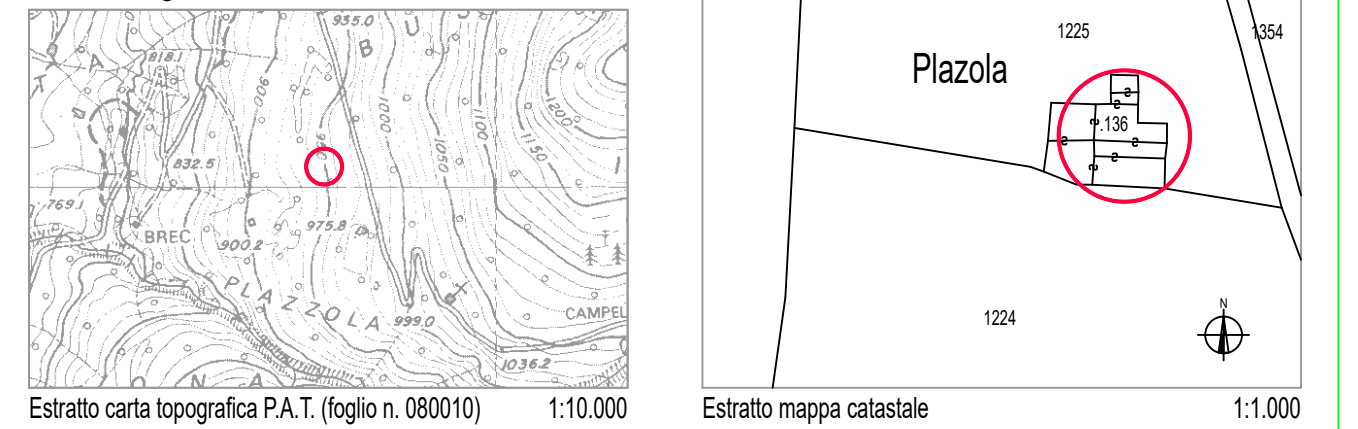 935.0
B U S
T A
818.1
900
1000
1100
1200
950
1050
1150
832.5
769.1
BREC
900.2
975.8
PLAZZOLA
999.0
CAMPEL
1036.2
O N A
Estratto carta topografica P.A.T. (foglio n. 080010) 1:10.000
1225
1354
Plazola
.136
1224
N
Estratto mappa catastale 1:1.000